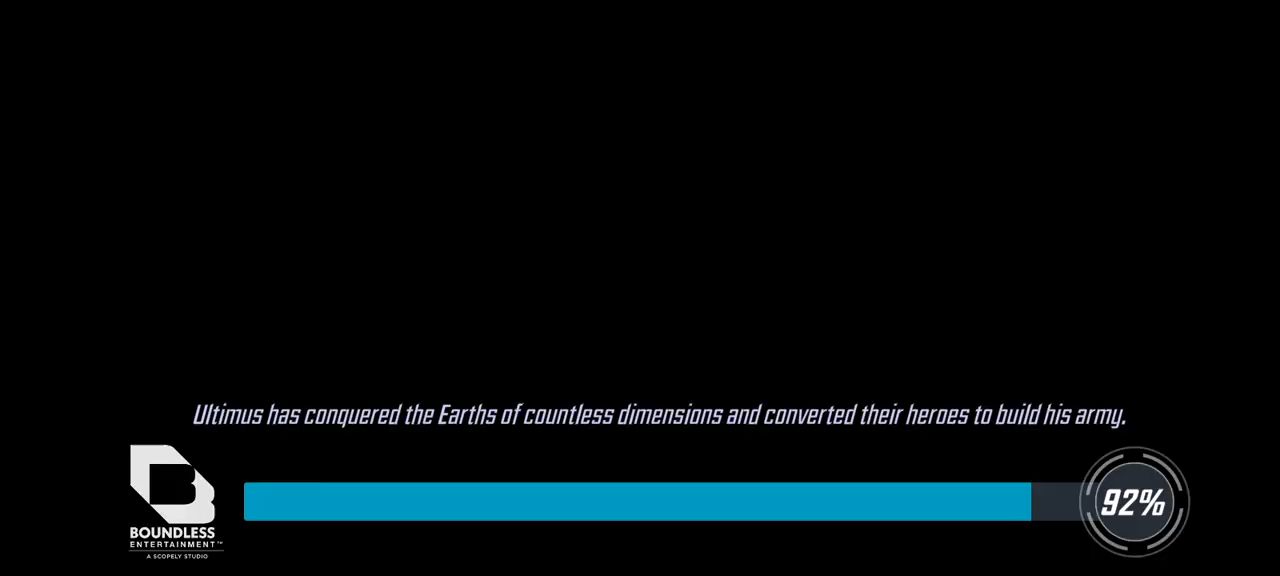 Ultimus has conquered the Earths of countless dimensions and converted their heroes to build his army.
92%
BOUNDLESS
ENTERTAINMENT™
A SCOPELY STUDIO